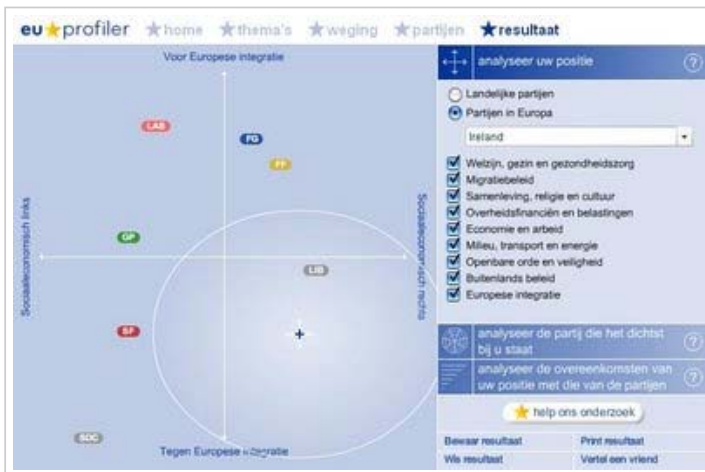 eu profiler home thema's weging partijen resultaat
Voor Europese integratie
LAB
FG
FF
GP
LIB
SF
SOC
Tegen Europese integratie
Sociaaleconomisch links
Sociaaleconomisch rechts
analyseer uw positie ?
Landelijke partijen
Partijen in Europa
Ireland
Welzijn, gezin en gezondheidszorg
Migratiebeleid
Samenleving, religie en cultuur
Overheidsfinanciën en belastingen
Economie en arbeid
Milieu, transport en energie
Openbare orde en veiligheid
Buitenlands beleid
Europese integratie
analyseer de partij die het dichtst
bij u staat ?
analyseer de overeenkomsten van
uw positie met die van de partijen ?
help ons onderzoek
Bewaar resultaat Print resultaat
Wis resultaat Vertel een vriend